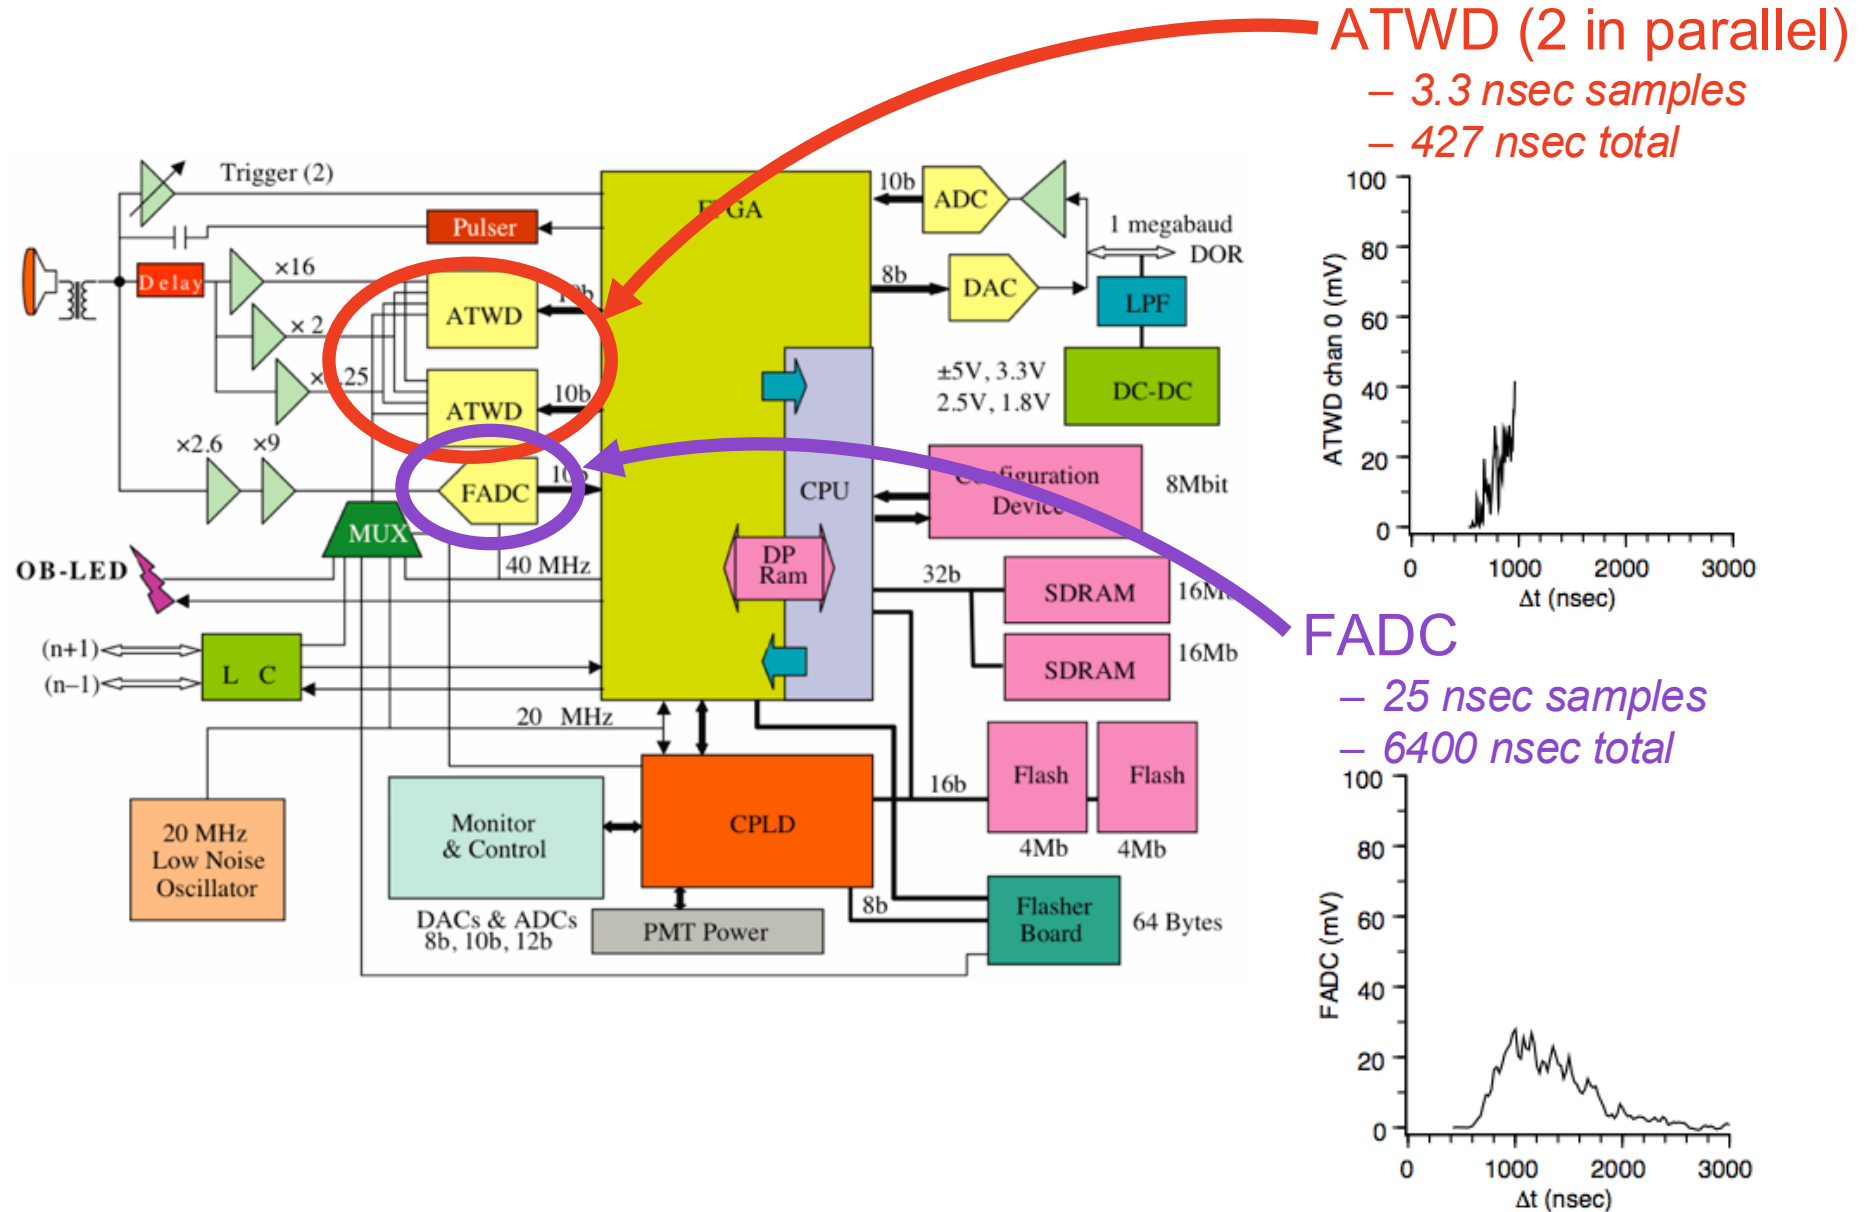 ATWD (2 in parallel)
– 3.3 nsec samples
– 427 nsec total
Trigger (2)
Pulser
Delay
×16
× 2
ATWD
10b
ATWD
10b
×2.6
×9
FADC
10b
MUX
OB-LED
40 MHz
(n+1)
(n–1)
L C
20 MHz
20 MHz
Low Noise
Oscillator
Monitor
& Control
DACs & ADCs
8b, 10b, 12b
CPLD
PMT Power
8b
FPGA
CPU
DP
Ram
10b
ADC
8b
DAC
1 megabaud
DOR
LPF
DC-DC
±5V, 3.3V
2.5V, 1.8V
Configuration
Device
8Mbit
32b
SDRAM
16Mb
SDRAM
16Mb
16b
Flash
Flash
4Mb
4Mb
Flasher
Board
64 Bytes
ATWD chan 0 (mV)
100
80
60
40
20
0
0
1000
2000
3000
Δt (nsec)
FADC
– 25 nsec samples
– 6400 nsec total
FADC (mV)
100
80
60
40
20
0
0
1000
2000
3000
Δt (nsec)